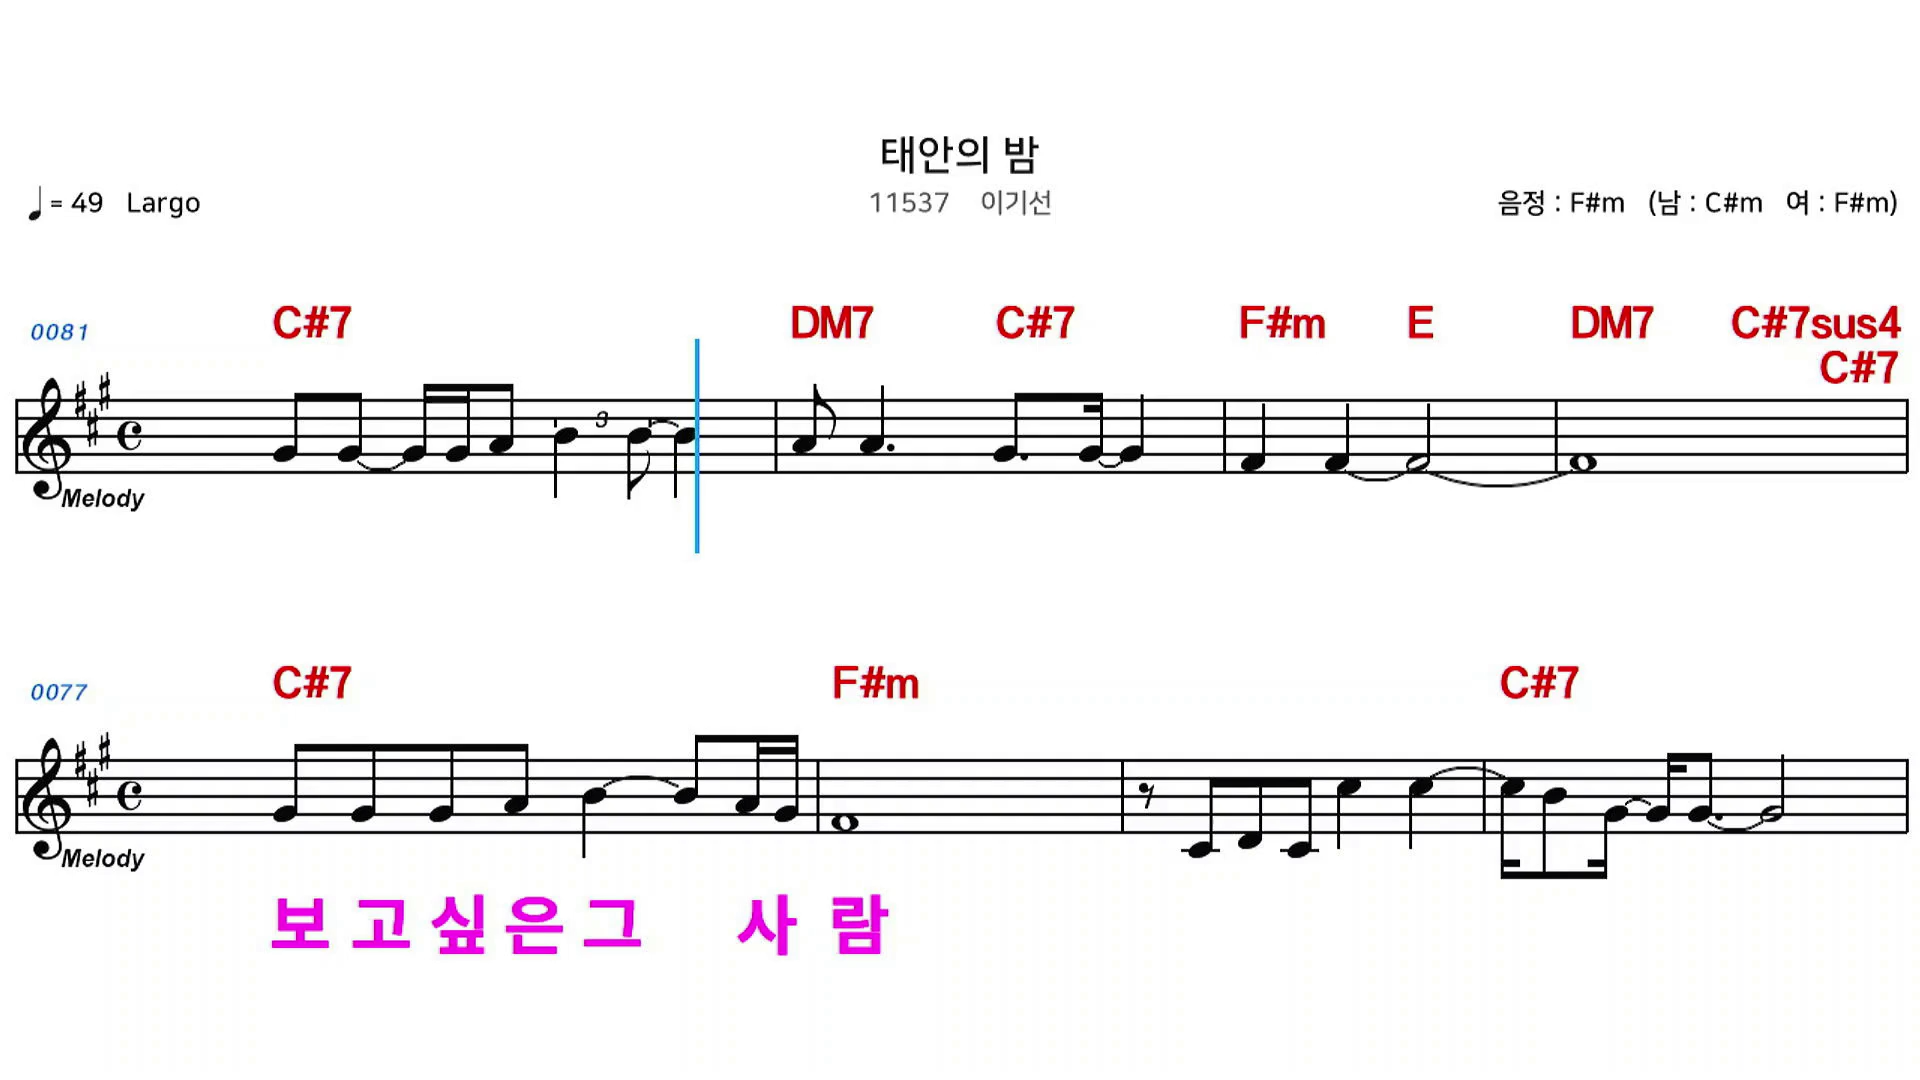 태안의 밤
♩= 49 Largo 11537 이기선 음정 : F#m (남 : C#m 여 : F#m)
0081 C#7 DM7 C#7 F#m E DM7 C#7sus4
C#7
3
Melody
0077 C#7 F#m C#7
Melody
보 고 싶 은 그 사 람